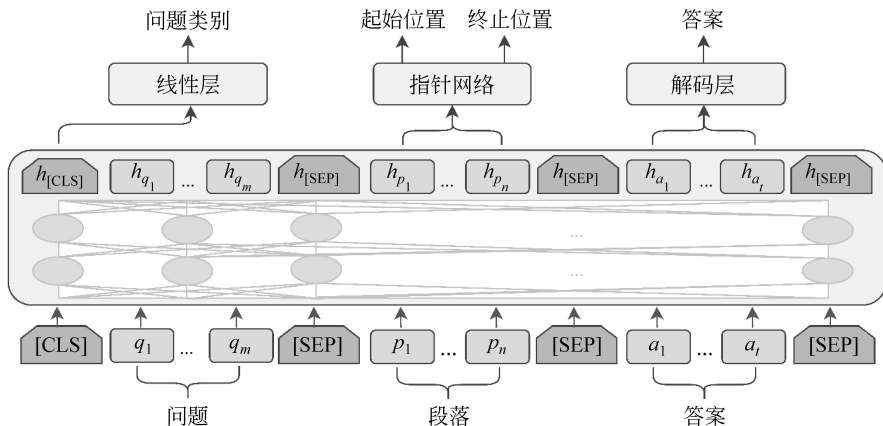 问题类别 起始位置 终止位置 答案
线性层 指针网络 解码层
h[CLS] hq1 ... hqm h[SEP] hp1 ... hpn h[SEP] ha1 ... hat h[SEP]
...
...
[CLS] q1 ... qm [SEP] p1 ... pn [SEP] a1 ... at [SEP]
问题 段落 答案